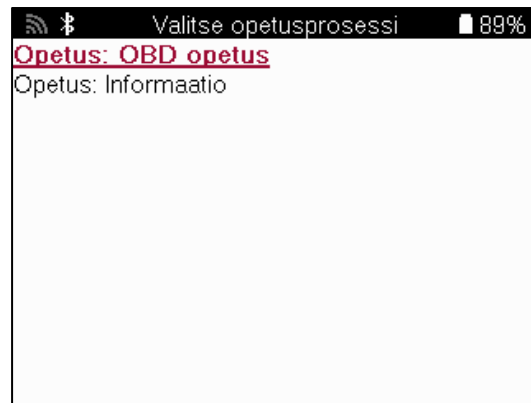 Valitse opetusprosessi 89%
Opetus: OBD opetus
Opetus: Informaatio